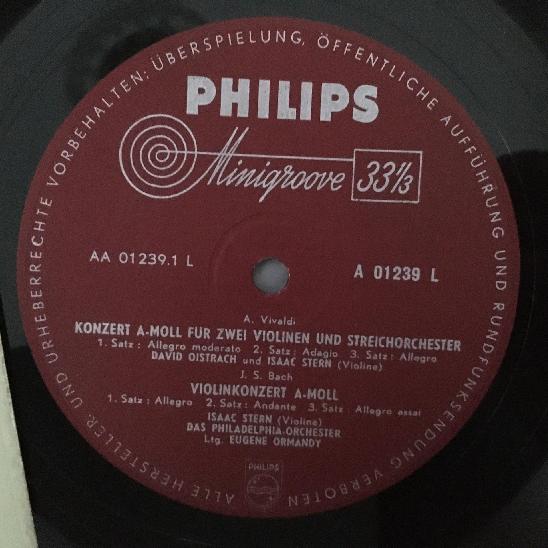 ALLE HERSTELLER- UND URHEBERRECHTE VORBEHALTEN: ÜBERSPIELUNG, ÖFFENTLICHE AUFFÜHRUNG UND RUNDFUNKSENDUNG VERBOTEN
PHILIPS
Minigroove 33⅓
AA 01239.1 L
A 01239 L
A. Vivaldi
KONZERT A-MOLL FÜR ZWEI VIOLINEN UND STREICHORCHESTER
1. Satz: Allegro moderato 2. Satz: Adagio 3. Satz: Allegro
DAVID OISTRACH und ISAAC STERN (Violine)
J. S. Bach
VIOLINKONZERT A-MOLL
1. Satz: Allegro 2. Satz: Andante 3. Satz: Allegro assai
ISAAC STERN (Violine)
DAS PHILADELPHIA-ORCHESTER
Ltg. EUGENE ORMANDY
PHILIPS